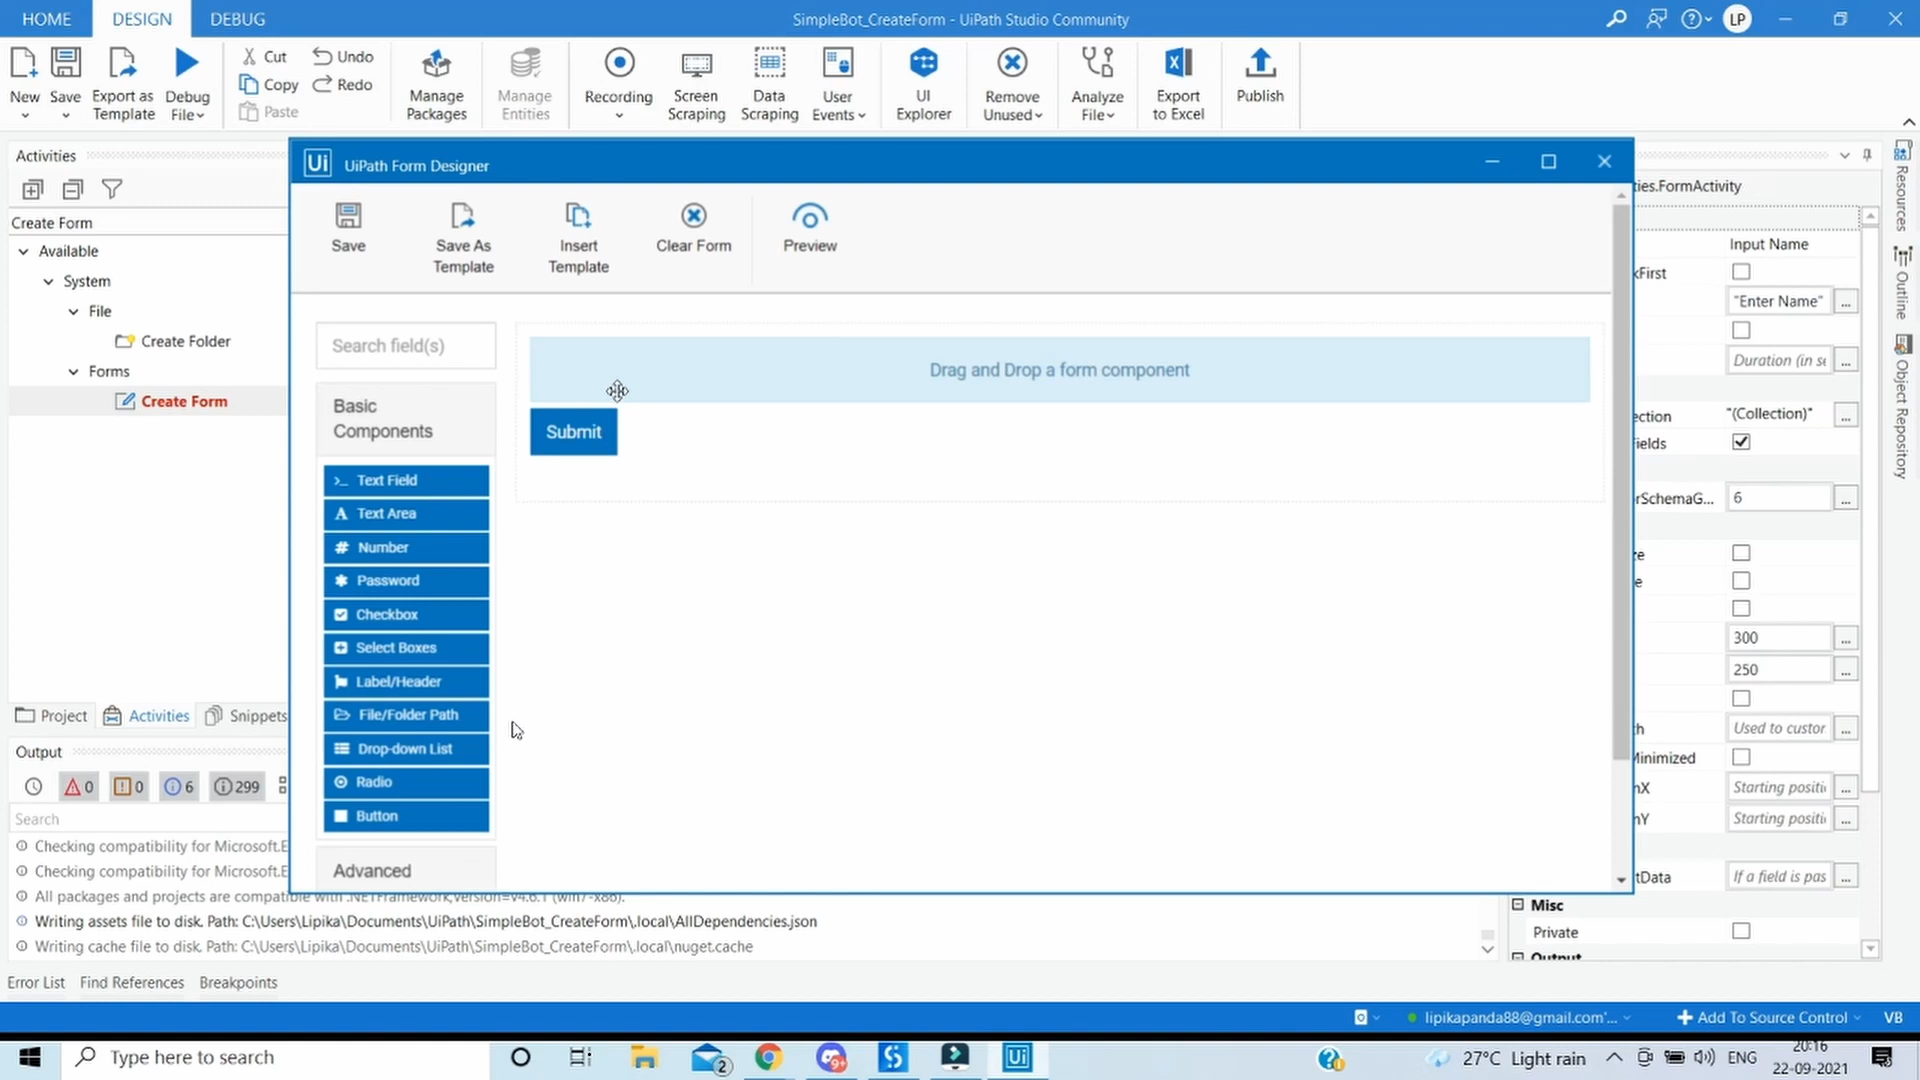 HOME DESIGN DEBUG SimpleBot_CreateForm - UiPath Studio Community LP
New Save Export as Template Debug File Cut Copy Paste Undo Redo Manage Packages Manage Entities Recording Screen Scraping Data Scraping User Events UI Explorer Remove Unused Analyze File Export to Excel Publish
Activities
Create Form
Available
System
File
Create Folder
Forms
Create Form
Project Activities Snippets
Ui UiPath Form Designer
Save
Save As Template
Insert Template
Clear Form
Preview
Search field(s)
Basic Components
Text Field
Text Area
Number
Password
Checkbox
Select Boxes
Label/Header
File/Folder Path
Drop-down List
Radio
Button
Advanced
Drag and Drop a form component
Submit
ies.FormActivity
Input Name
kFirst
"Enter Name" ...
Duration (in se ...
ection "(Collection)" ...
ields
rSchemaG... 6 ...
e
300 ...
250 ...
h Used to custor ...
Minimized
nX Starting positi ...
nY Starting positi ...
tData If a field is pas ...
Misc
Private
Output
Resources
Outline
Object Repository
Output
0 0 6 299
Search
Checking compatibility for Microsoft.E
Checking compatibility for Microsoft.E
All packages and projects are compatible with .NETFramework,Version=v4.6.1 (win7-x86).
Writing assets file to disk. Path: C:\Users\Lipika\Documents\UiPath\SimpleBot_CreateForm\.local\AllDependencies.json
Writing cache file to disk. Path: C:\Users\Lipika\Documents\UiPath\SimpleBot_CreateForm\.local\nuget.cache
Error List Find References Breakpoints
lipikapanda88@gmail.com'... Add To Source Control VB
Type here to search 2 9+ Ui 27°C Light rain ENG 20:16
22-09-2021